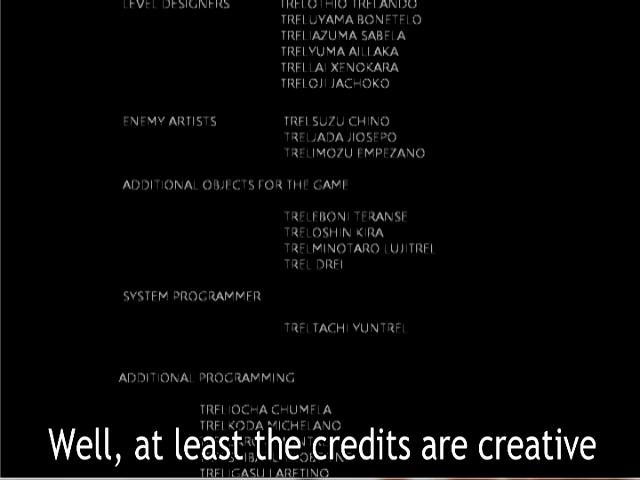 LEVEL DESIGNERS TRELOTHIO TRELANDO
TRELUYAMA BONETELO
TRELIAZUMA SABELA
TRELYUMA AILLAKA
TRELLAI XENOKARA
TRELOJI JACHOKO
ENEMY ARTISTS TRELSUZU CHINO
TRELJADA JIOSEPO
TRELIMOZU EMPEZANO
ADDITIONAL OBJECTS FOR THE GAME
TRELEBONI TERANSE
TRELOSHIN KIRA
TRELMINOTARO LUJITREL
TREL DREI
SYSTEM PROGRAMMER
TRELTACHI YUNTREL
ADDITIONAL PROGRAMMING
TRELIOCHA CHUMELA
TRELKODA MICHELANO
Well, at least the credits are creative
TRELIGASU LARETINO